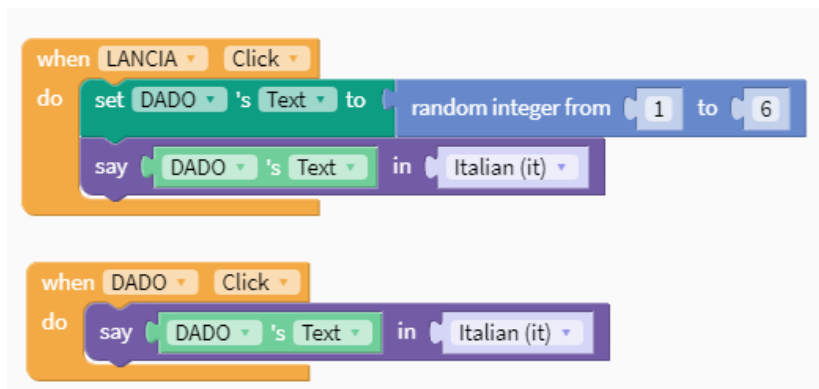 when LANCIA Click
do set DADO 's Text to random integer from 1 to 6
say DADO 's Text in Italian (it)
when DADO Click
do say DADO 's Text in Italian (it)